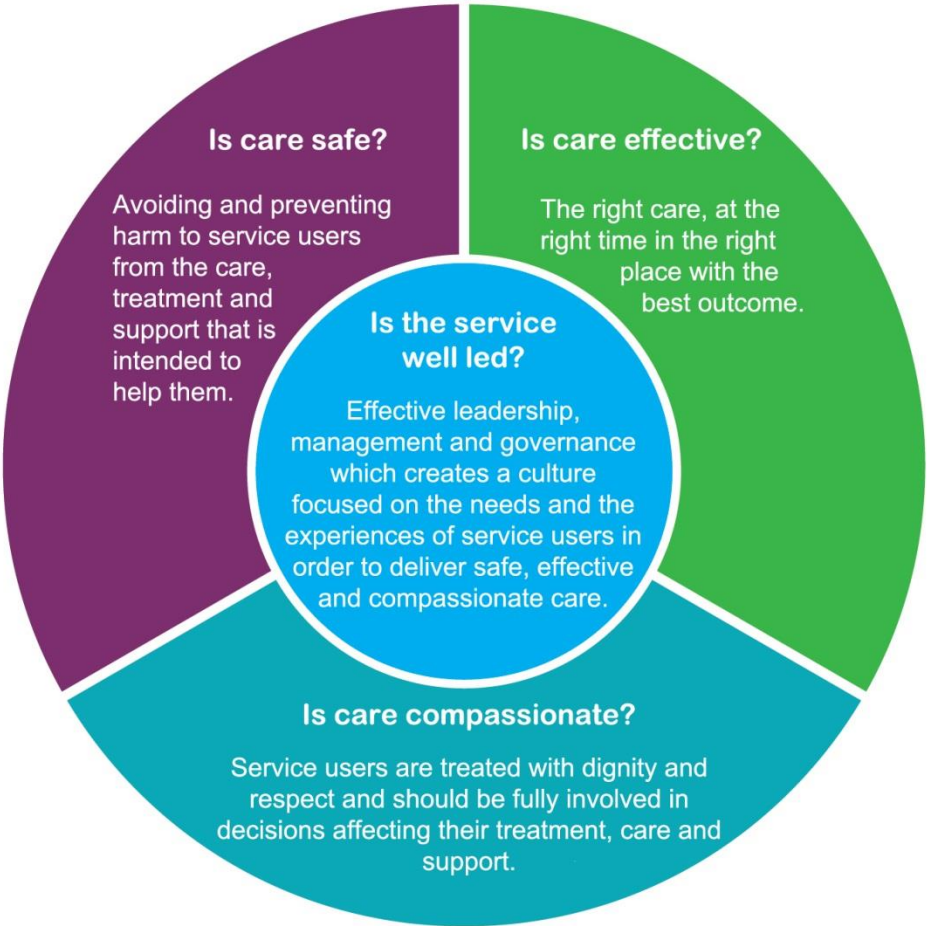 Is care safe?
Avoiding and preventing
harm to service users
from the care,
treatment and
support that is
intended to
help them.
Is care effective?
The right care, at the
right time in the right
place with the
best outcome.
Is the service
well led?
Effective leadership,
management and governance
which creates a culture
focused on the needs and the
experiences of service users in
order to deliver safe, effective
and compassionate care.
Is care compassionate?
Service users are treated with dignity and
respect and should be fully involved in
decisions affecting their treatment, care and
support.